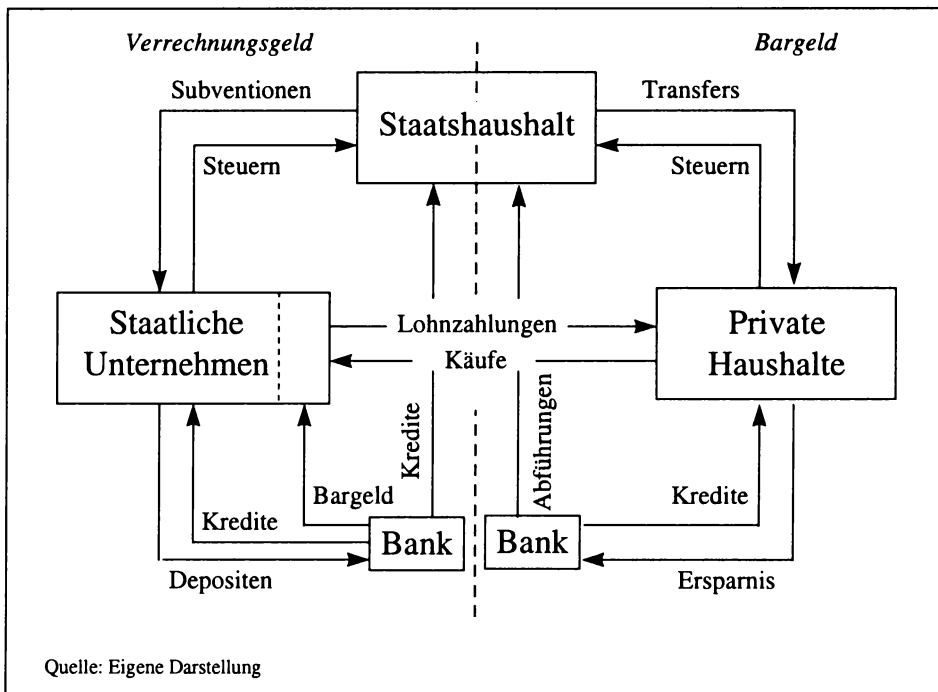 Verrechnungsgeld
Bargeld
Subventionen
Transfers
Staatshaushalt
Steuern
Steuern
Staatliche
Unternehmen
Lohnzahlungen
Käufe
Private
Haushalte
Kredite
Abführungen
Bargeld
Kredite
Kredite
Bank
Bank
Depositen
Ersparnis
Quelle: Eigene Darstellung